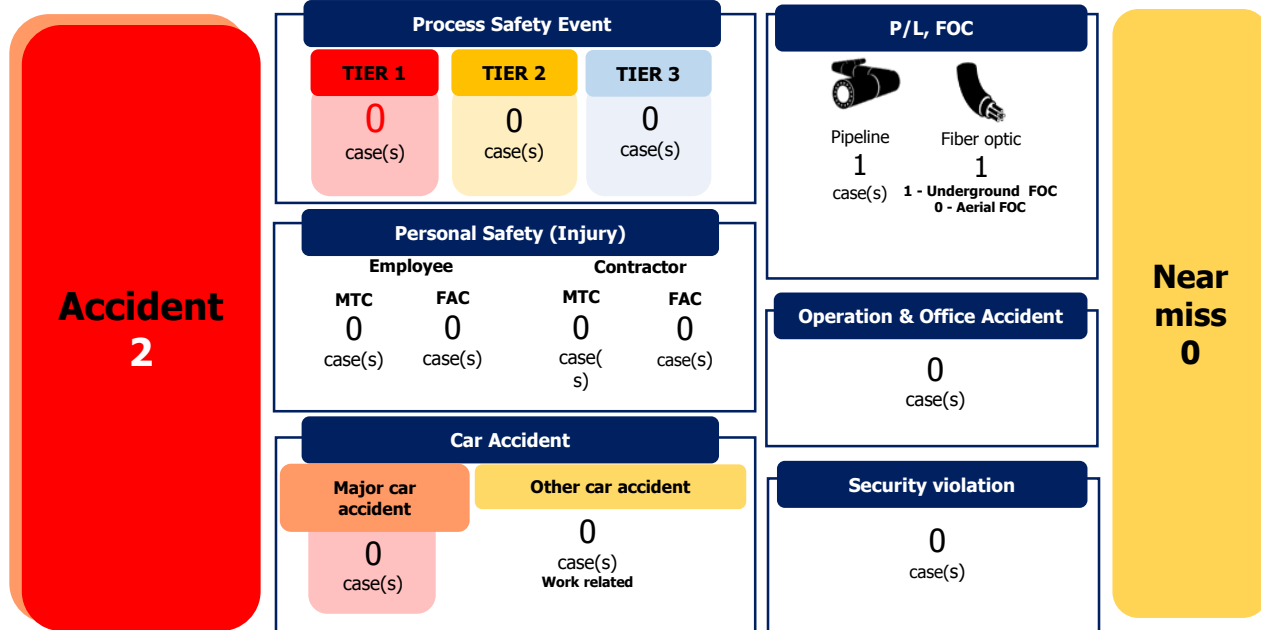 Accident
2
Process Safety Event
TIER 1
0
case(s)
TIER 2
0
case(s)
TIER 3
0
case(s)
Personal Safety (Injury)
Employee
MTC
0
case(s)
FAC
0
case(s)
Contractor
MTC
0
case(
s)
FAC
0
case(s)
Car Accident
Major car
accident
0
case(s)
Other car accident
0
case(s)
Work related
P/L, FOC
Pipeline
1
case(s)
Fiber optic
1
1 - Underground FOC
0 - Aerial FOC
Operation & Office Accident
0
case(s)
Security violation
0
case(s)
Near
miss
0